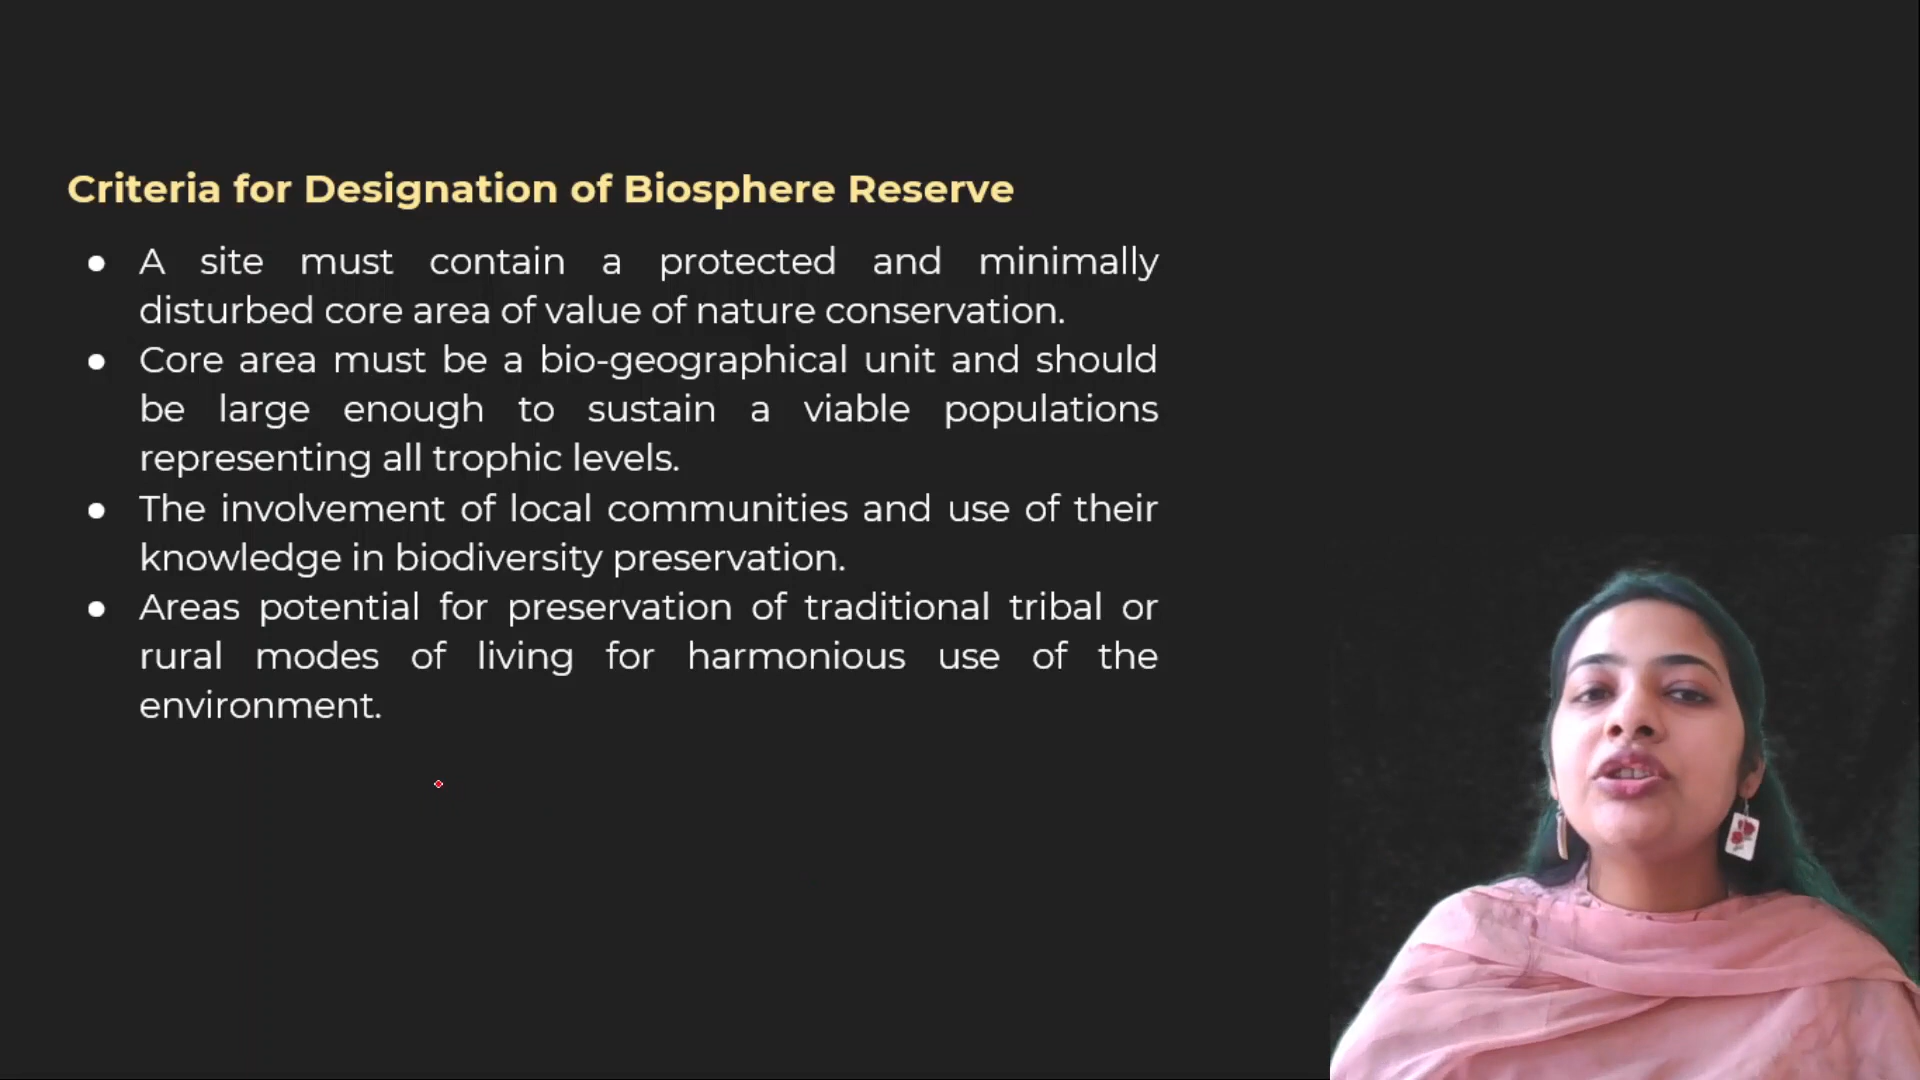 Criteria for Designation of Biosphere Reserve
● A site must contain a protected and minimally
disturbed core area of value of nature conservation.
● Core area must be a bio-geographical unit and should
be large enough to sustain a viable populations
representing all trophic levels.
● The involvement of local communities and use of their
knowledge in biodiversity preservation.
● Areas potential for preservation of traditional tribal or
rural modes of living for harmonious use of the
environment.